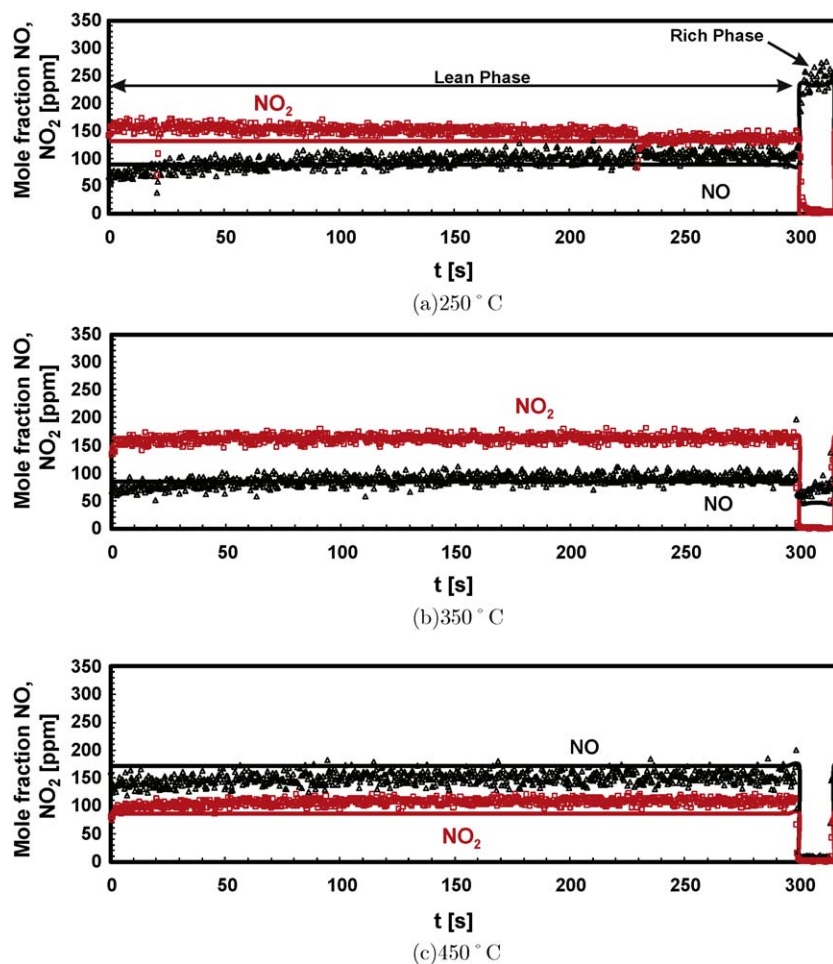 Mole fraction NO,
NO₂ [ppm]
350
300
250
200
150
100
50
0
Rich Phase
Lean Phase
NO₂
NO
0 50 100 150 200 250 300
t [s]
(a)250°C
Mole fraction NO,
NO₂ [ppm]
350
300
250
200
150
100
50
0
NO₂
NO
0 50 100 150 200 250 300
t [s]
(b)350°C
Mole fraction NO,
NO₂ [ppm]
350
300
250
200
150
100
50
0
NO
NO₂
0 50 100 150 200 250 300
t [s]
(c)450°C